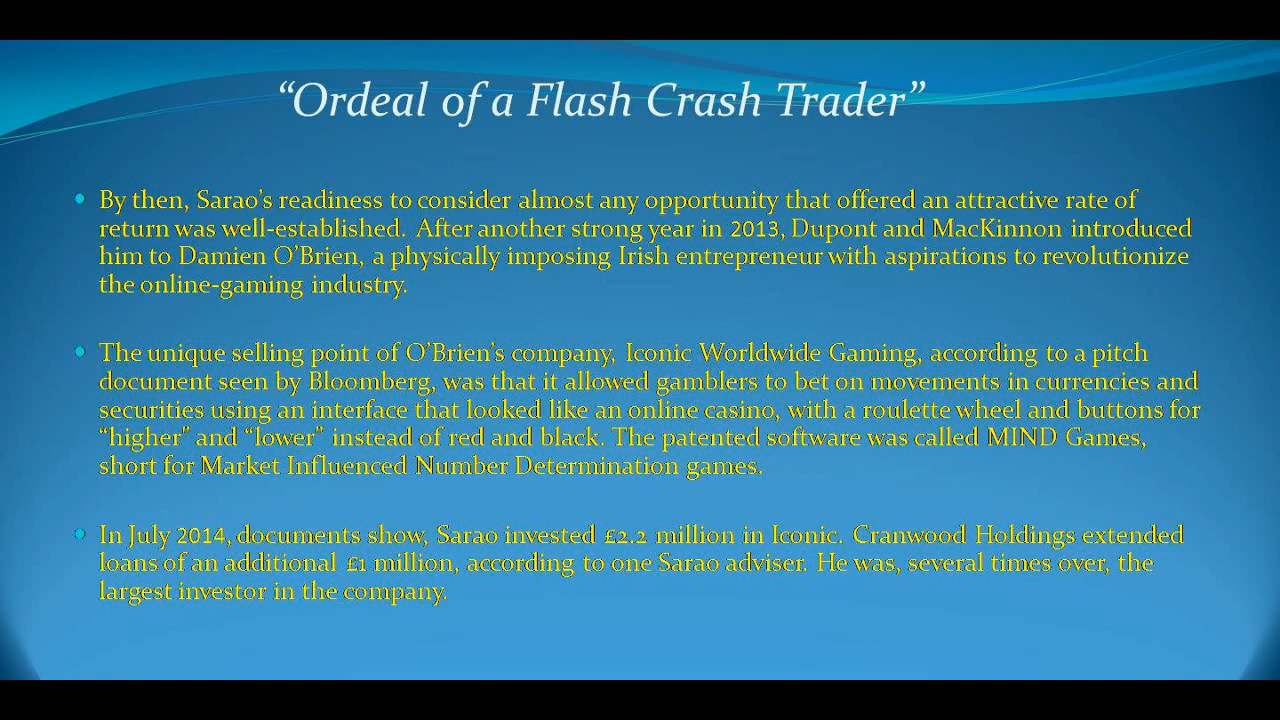 “Ordeal of a Flash Crash Trader”
By then, Sarao’s readiness to consider almost any opportunity that offered an attractive rate of
return was well-established. After another strong year in 2013, Dupont and MacKinnon introduced
him to Damien O’Brien, a physically imposing Irish entrepreneur with aspirations to revolutionize
the online-gaming industry.
The unique selling point of O’Brien’s company, Iconic Worldwide Gaming, according to a pitch
document seen by Bloomberg, was that it allowed gamblers to bet on movements in currencies and
securities using an interface that looked like an online casino, with a roulette wheel and buttons for
“higher” and “lower” instead of red and black. The patented software was called MIND Games,
short for Market Influenced Number Determination games.
In July 2014, documents show, Sarao invested £2.2 million in Iconic. Cranwood Holdings extended
loans of an additional £1 million, according to one Sarao adviser. He was, several times over, the
largest investor in the company.